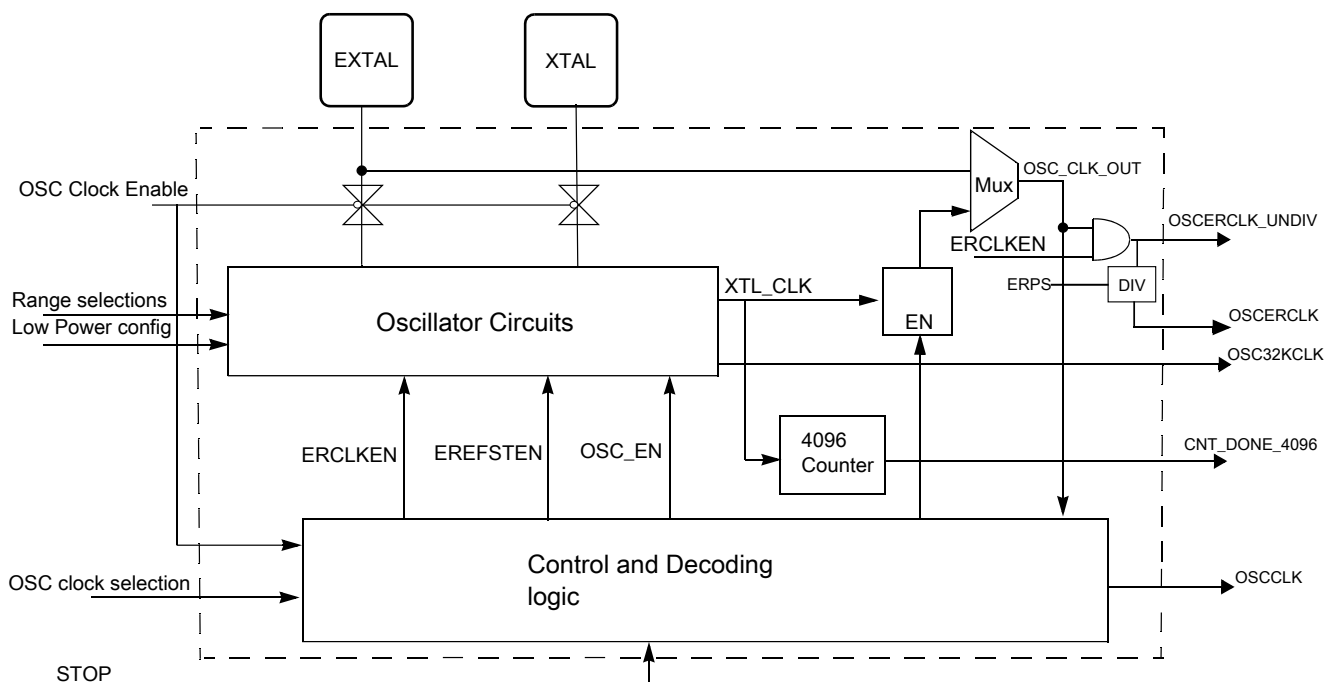 EXTAL
XTAL
OSC Clock Enable
Mux
OSC_CLK_OUT
ERCLKEN
OSCERCLK_UNDIV
Range selections
Low Power config
Oscillator Circuits
XTL_CLK
EN
ERPS
DIV
OSCERCLK
OSC32KCLK
ERCLKEN
EREFSTEN
OSC_EN
4096
Counter
CNT_DONE_4096
OSC clock selection
Control and Decoding
logic
OSCCLK
STOP